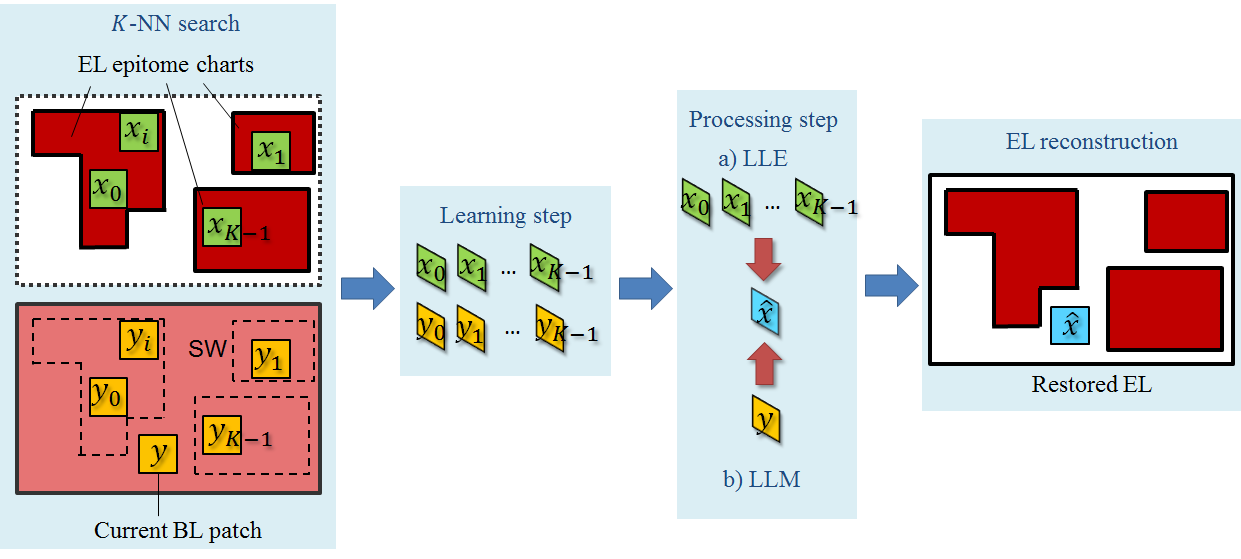 K-NN search
EL epitome charts
x_i
x_1
x_0
x_{K−1}
y_i
SW
y_1
y_0
y_{K−1}
y
Current BL patch
Learning step
x_0 x_1 ... x_{K−1}
y_0 y_1 ... y_{K−1}
Processing step
a) LLE
x_0 x_1 ... x_{K−1}
x̂
y
b) LLM
EL reconstruction
x̂
Restored EL